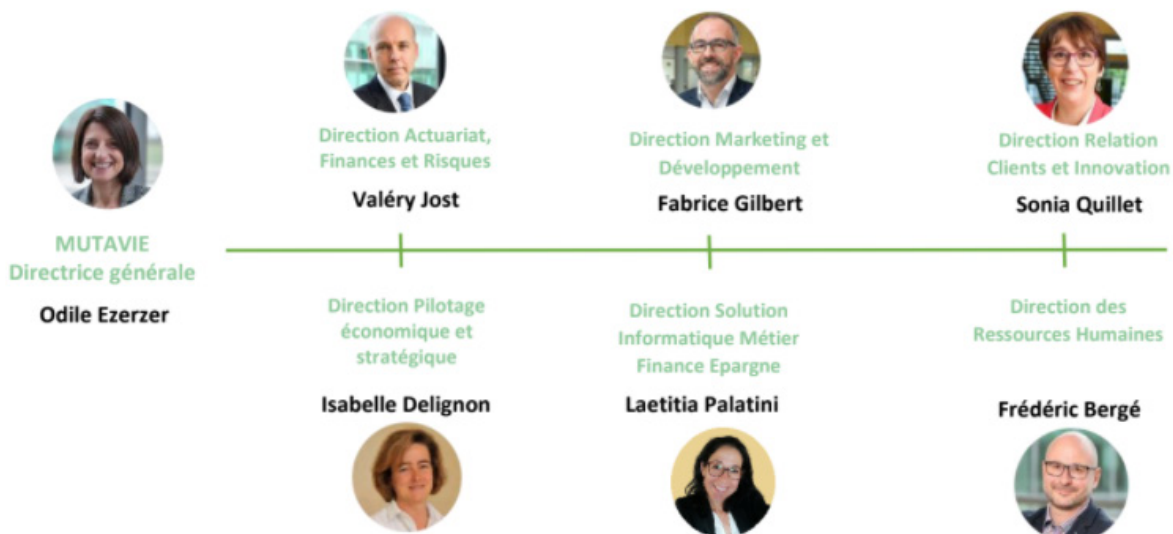 Direction Actuariat,
Finances et Risques
Valéry Jost
Direction Marketing et
Développement
Fabrice Gilbert
Direction Relation
Clients et Innovation
Sonia Quillet
MUTAVIE
Directrice générale
Odile Ezerzer
Direction Pilotage
économique et
stratégique
Isabelle Delignon
Direction Solution
Informatique Métier
Finance Epargne
Laetitia Palatini
Direction des
Ressources Humaines
Frédéric Bergé